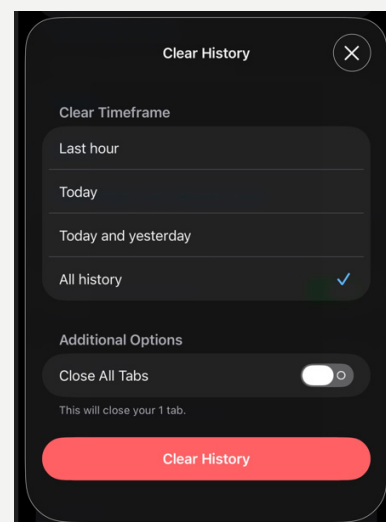 Clear History
Clear Timeframe
Last hour
Today
Today and yesterday
All history
Additional Options
Close All Tabs
This will close your 1 tab.
Clear History